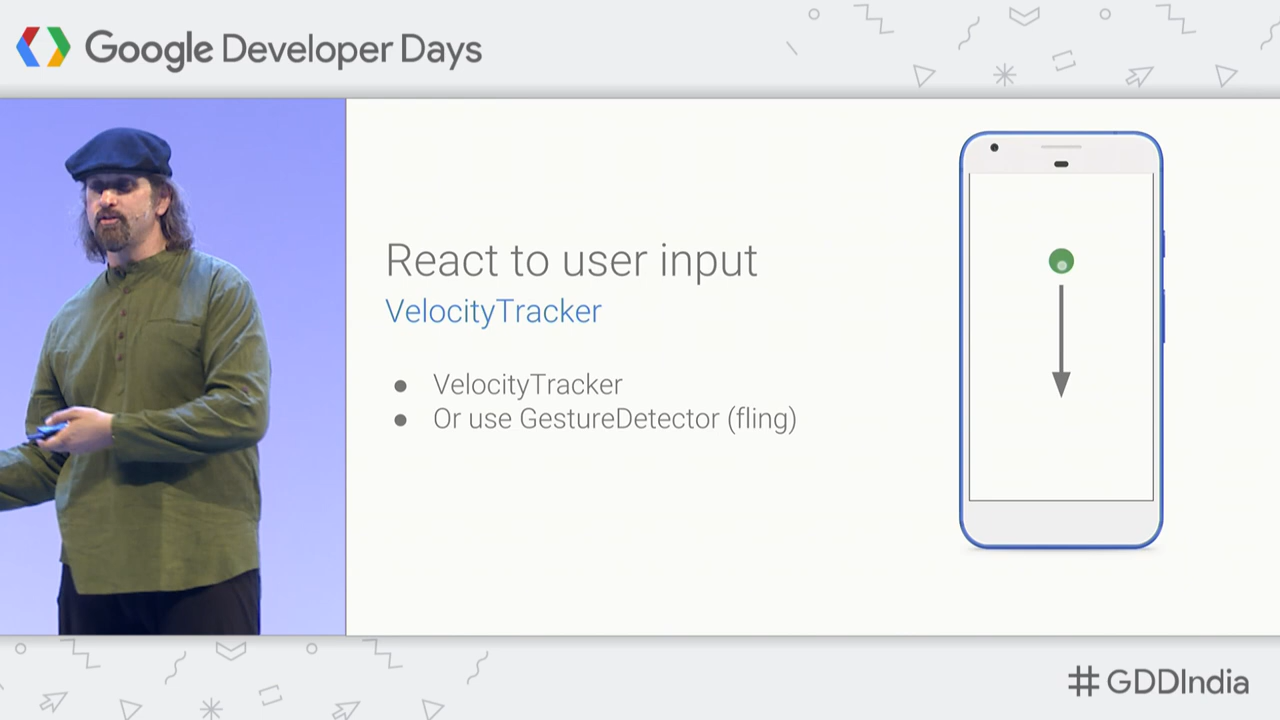 Google Developer Days
React to user input
VelocityTracker
● VelocityTracker
● Or use GestureDetector (fling)
#GDDIndia